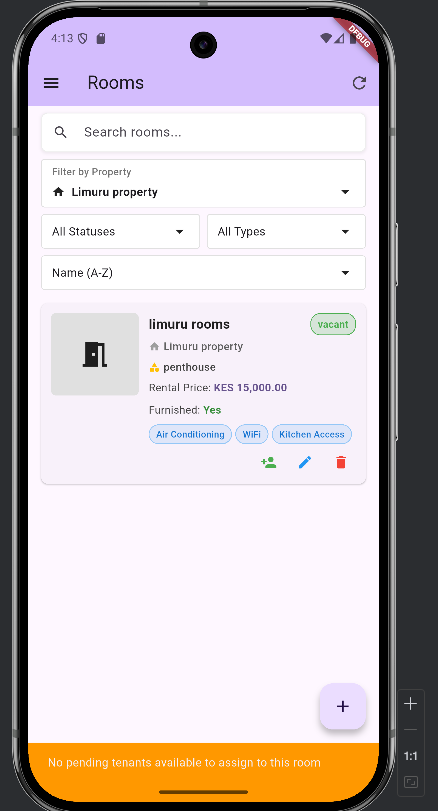 4:13
DEBUG
Rooms
Search rooms...
Filter by Property
Limuru property
All Statuses
All Types
Name (A-Z)
limuru rooms
vacant
Limuru property
penthouse
Rental Price: KES 15,000.00
Furnished: Yes
Air Conditioning
WiFi
Kitchen Access
+
No pending tenants available to assign to this room
1:1